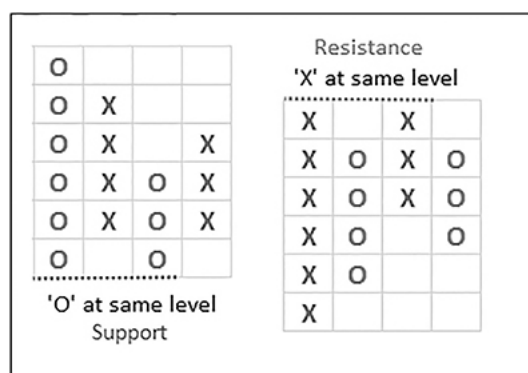 O
O X
O X X
O X O X
O X O X
O O
'O' at same level
Support
Resistance
'X' at same level
X X
X O X O
X O X O
X O O
X O
X